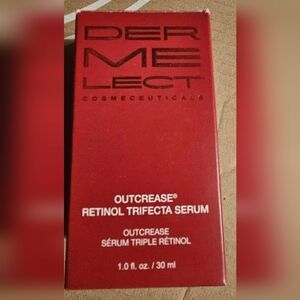 DER
ME
LECT
COSMECEUTICALS
OUTCREASE®
RETINOL TRIFECTA SERUM
OUTCREASE
SÉRUM TRIPLE RÉTINOL
1.0 fl. oz. / 30 ml